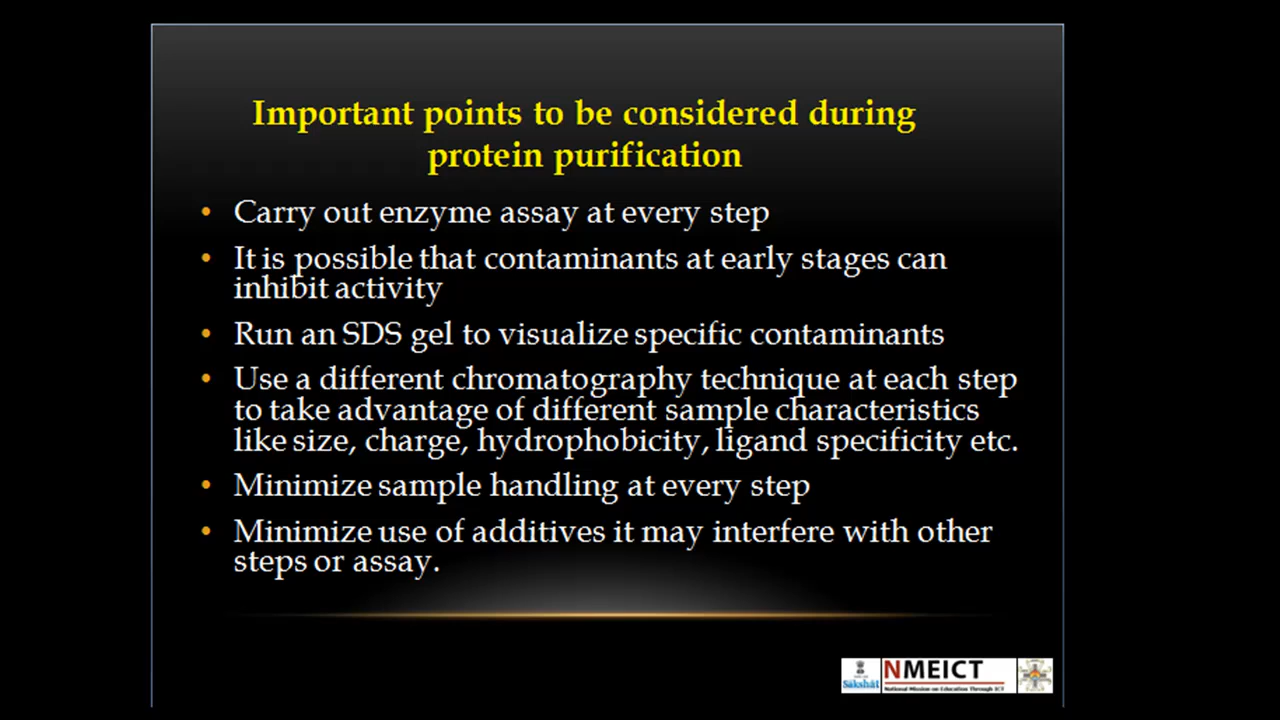 Important points to be considered during
protein purification
• Carry out enzyme assay at every step
• It is possible that contaminants at early stages can
inhibit activity
• Run an SDS gel to visualize specific contaminants
• Use a different chromatography technique at each step
to take advantage of different sample characteristics
like size, charge, hydrophobicity, ligand specificity etc.
• Minimize sample handling at every step
• Minimize use of additives it may interfere with other
steps or assay.
Sakshat
NMEICT
National Mission on Education Through ICT